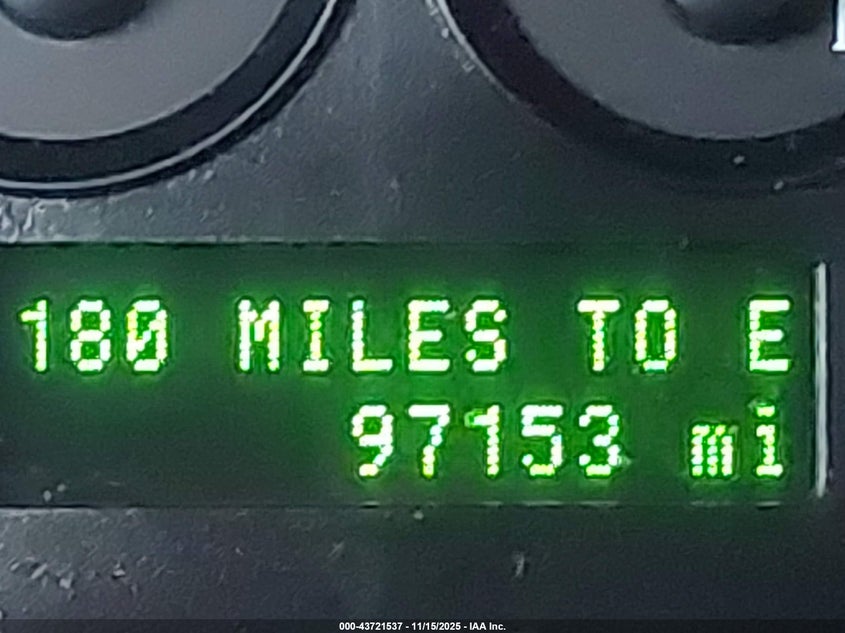 180 MILES TO E
97153 mi
000-43721537 - 11/15/2025 - IAA Inc.